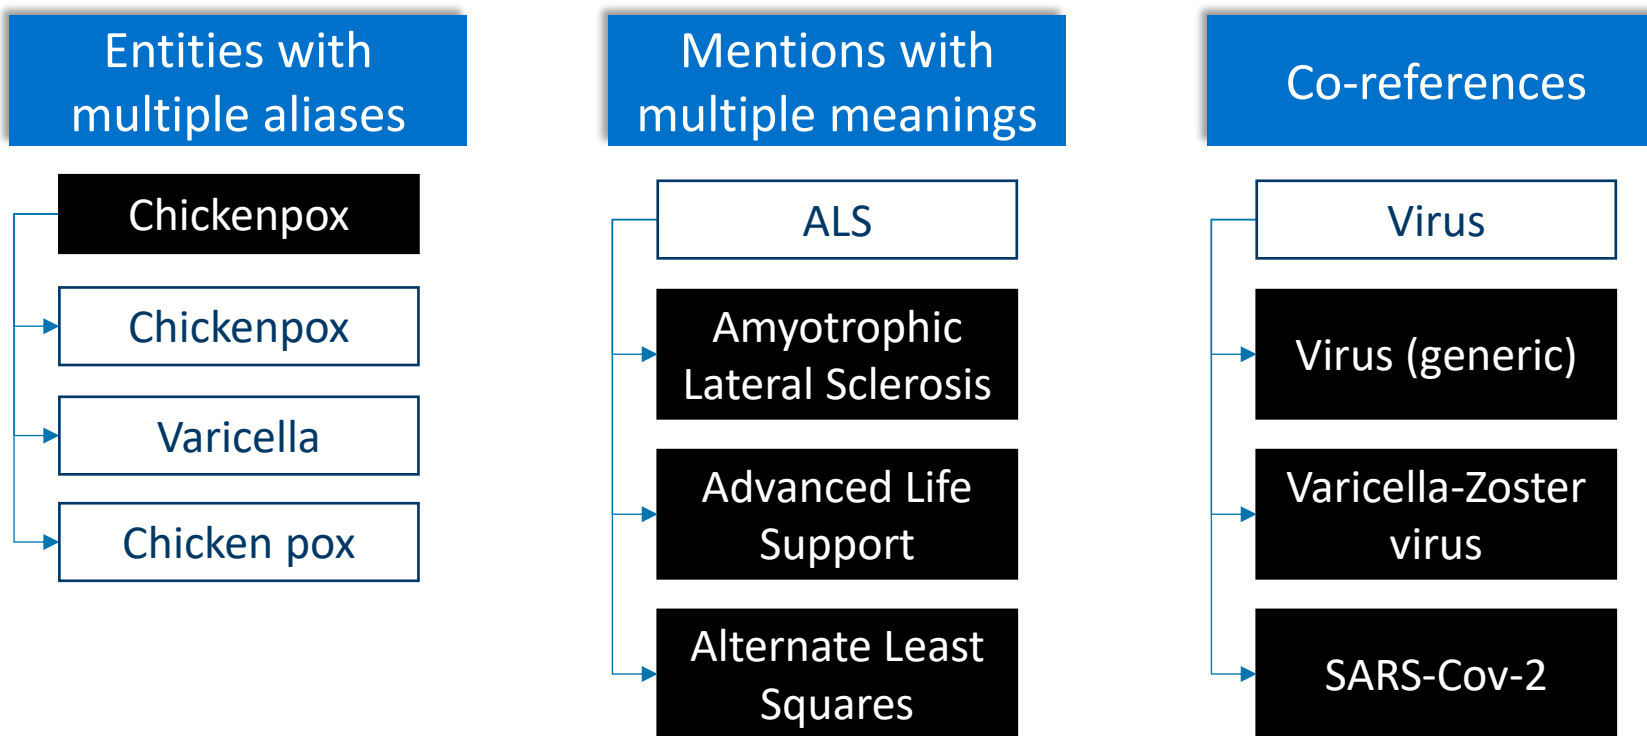 Entities with
multiple aliases
Chickenpox
Chickenpox
Varicella
Chicken pox
Mentions with
multiple meanings
ALS
Amyotrophic
Lateral Sclerosis
Advanced Life
Support
Alternate Least
Squares
Co-references
Virus
Virus (generic)
Varicella-Zoster
virus
SARS-Cov-2